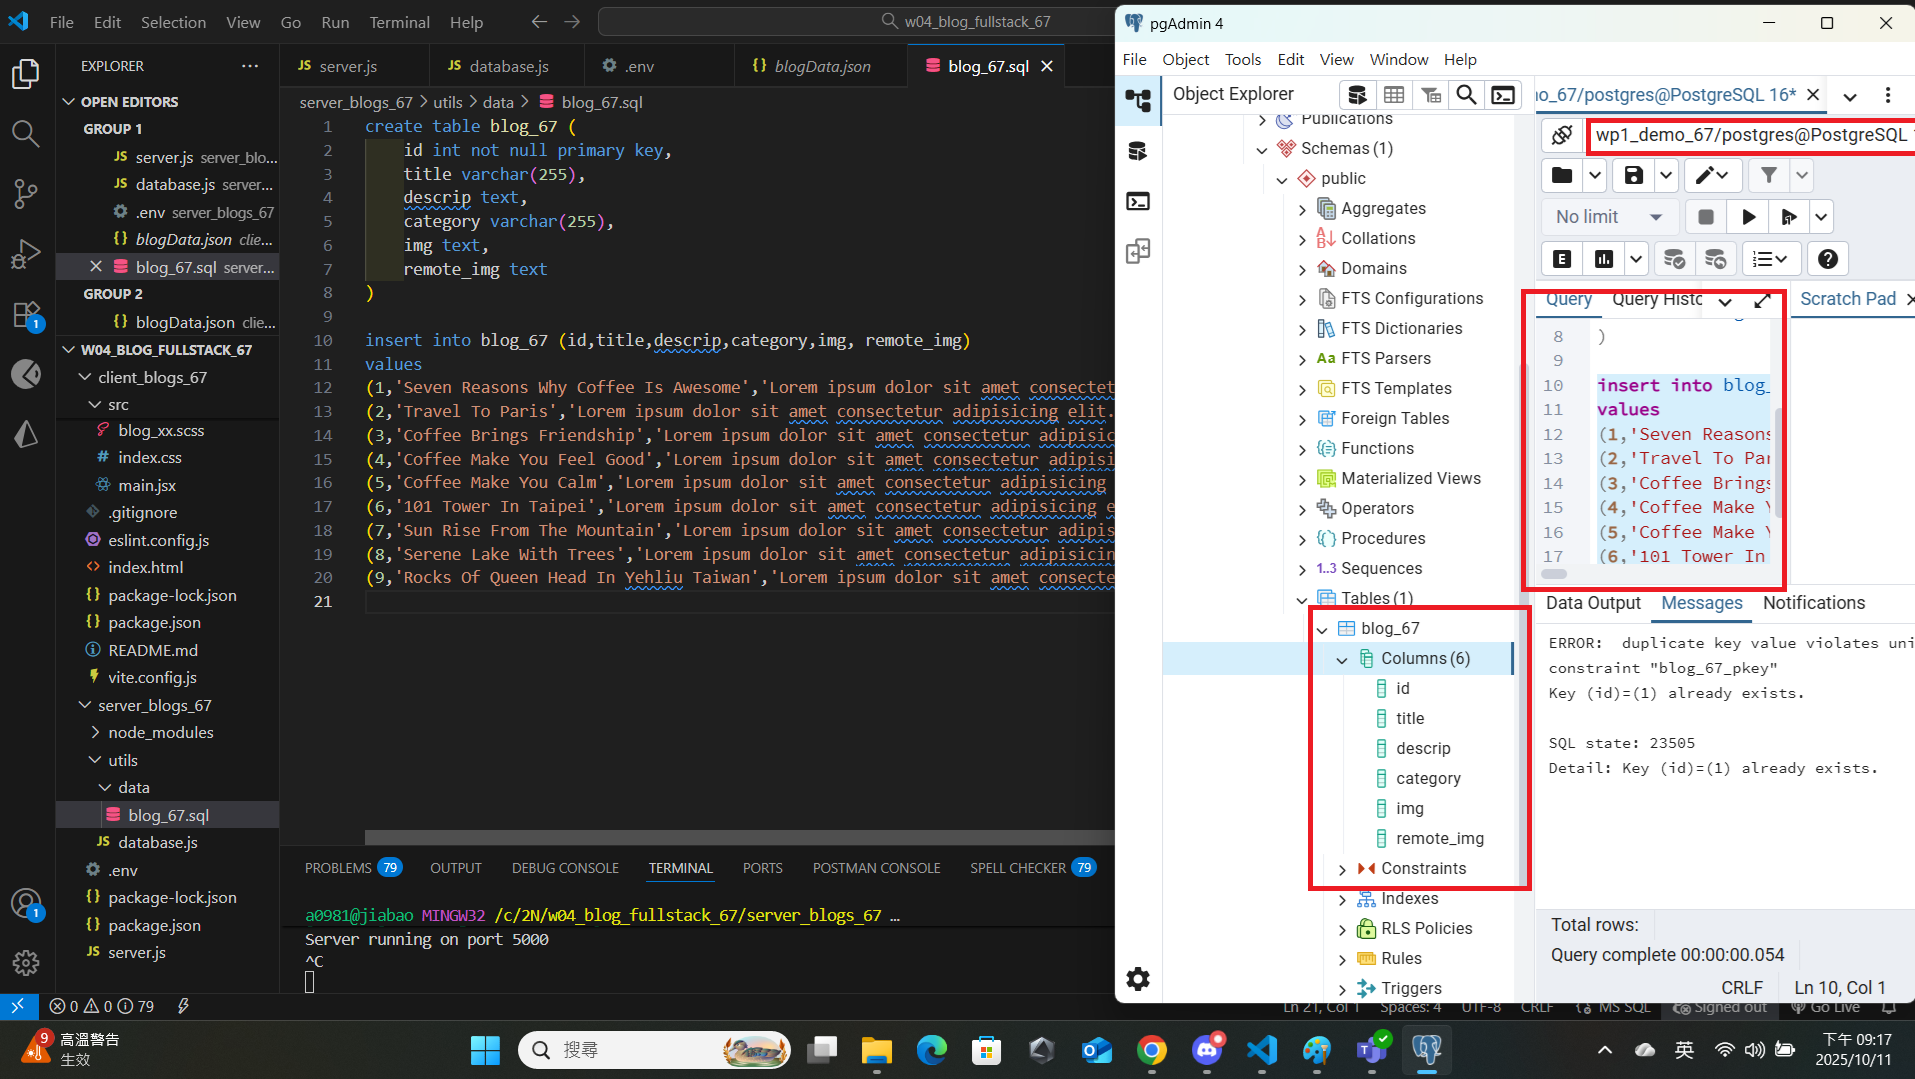 File Edit Selection View Go Run Terminal Help
w04_blog_fullstack_67
EXPLORER
OPEN EDITORS
GROUP 1
server.js server_blo...
database.js server...
.env server_blogs_67
blogData.json clie...
blog_67.sql server...
GROUP 2
blogData.json clie...
W04_BLOG_FULLSTACK_67
client_blogs_67
src
blog_xx.scss
index.css
main.jsx
.gitignore
eslint.config.js
index.html
package-lock.json
package.json
README.md
vite.config.js
server_blogs_67
node_modules
utils
data
blog_67.sql
database.js
.env
package-lock.json
package.json
server.js
server.js
database.js
.env
blogData.json
blog_67.sql
server_blogs_67 > utils > data > blog_67.sql
1 create table blog_67 (
2 id int not null primary key,
3 title varchar(255),
4 descrip text,
5 category varchar(255),
6 img text,
7 remote_img text
8 )
9
10 insert into blog_67 (id,title,descrip,category,img, remote_img)
11 values
12 (1,'Seven Reasons Why Coffee Is Awesome','Lorem ipsum dolor sit amet consectet
13 (2,'Travel To Paris','Lorem ipsum dolor sit amet consectetur adipisicing elit.
14 (3,'Coffee Brings Friendship','Lorem ipsum dolor sit amet consectetur adipisic
15 (4,'Coffee Make You Feel Good','Lorem ipsum dolor sit amet consectetur adipisi
16 (5,'Coffee Make You Calm','Lorem ipsum dolor sit amet consectetur adipisicing
17 (6,'101 Tower In Taipei','Lorem ipsum dolor sit amet consectetur adipisicing e
18 (7,'Sun Rise From The Mountain','Lorem ipsum dolor sit amet consectetur adipis
19 (8,'Serene Lake With Trees','Lorem ipsum dolor sit amet consectetur adipisicin
20 (9,'Rocks Of Queen Head In Yehliu Taiwan','Lorem ipsum dolor sit amet consecte
21
PROBLEMS 79 OUTPUT DEBUG CONSOLE TERMINAL PORTS POSTMAN CONSOLE SPELL CHECKER 79
a0981@jiabao MINGW32 /c/2N/w04_blog_fullstack_67/server_blogs_67 ...
Server running on port 5000
^C
0 0 79
Ln 21, Col 1 Spaces: 4 UTF-8 CRLF MS SQL Signed out Go Live
pgAdmin 4
File Object Tools Edit View Window Help
Object Explorer
Publications
Schemas (1)
public
Aggregates
Collations
Domains
FTS Configurations
FTS Dictionaries
FTS Parsers
FTS Templates
Foreign Tables
Functions
Materialized Views
Operators
Procedures
1..3 Sequences
Tables (1)
blog_67
Columns (6)
id
title
descrip
category
img
remote_img
Constraints
Indexes
RLS Policies
Rules
Triggers
o_67/postgres@PostgreSQL 16*
wp1_demo_67/postgres@PostgreSQL
No limit
Query Query Histo Scratch Pad
8 )
9
10 insert into blog_
11 values
12 (1,'Seven Reasons
13 (2,'Travel To Par
14 (3,'Coffee Brings
15 (4,'Coffee Make Y
16 (5,'Coffee Make Y
17 (6,'101 Tower In
Data Output Messages Notifications
ERROR: duplicate key value violates uni
constraint "blog_67_pkey"
Key (id)=(1) already exists.
SQL state: 23505
Detail: Key (id)=(1) already exists.
Total rows:
Query complete 00:00:00.054
CRLF Ln 10, Col 1
9 高溫警告
生效
搜尋
英
下午 09:17
2025/10/11